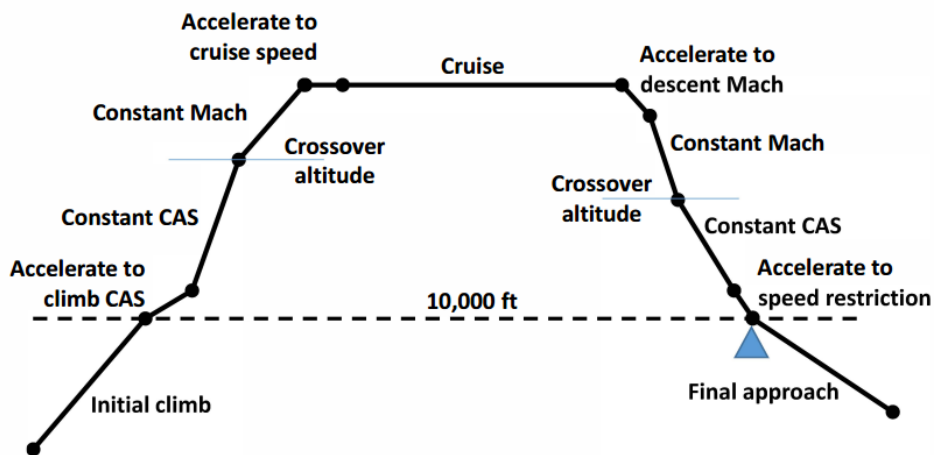 Accelerate to
cruise speed
Cruise
Accelerate to
descent Mach
Constant Mach
Crossover
altitude
Constant Mach
Crossover
altitude
Constant CAS
Constant CAS
Accelerate to
climb CAS
10,000 ft
Accelerate to
speed restriction
Initial climb
Final approach